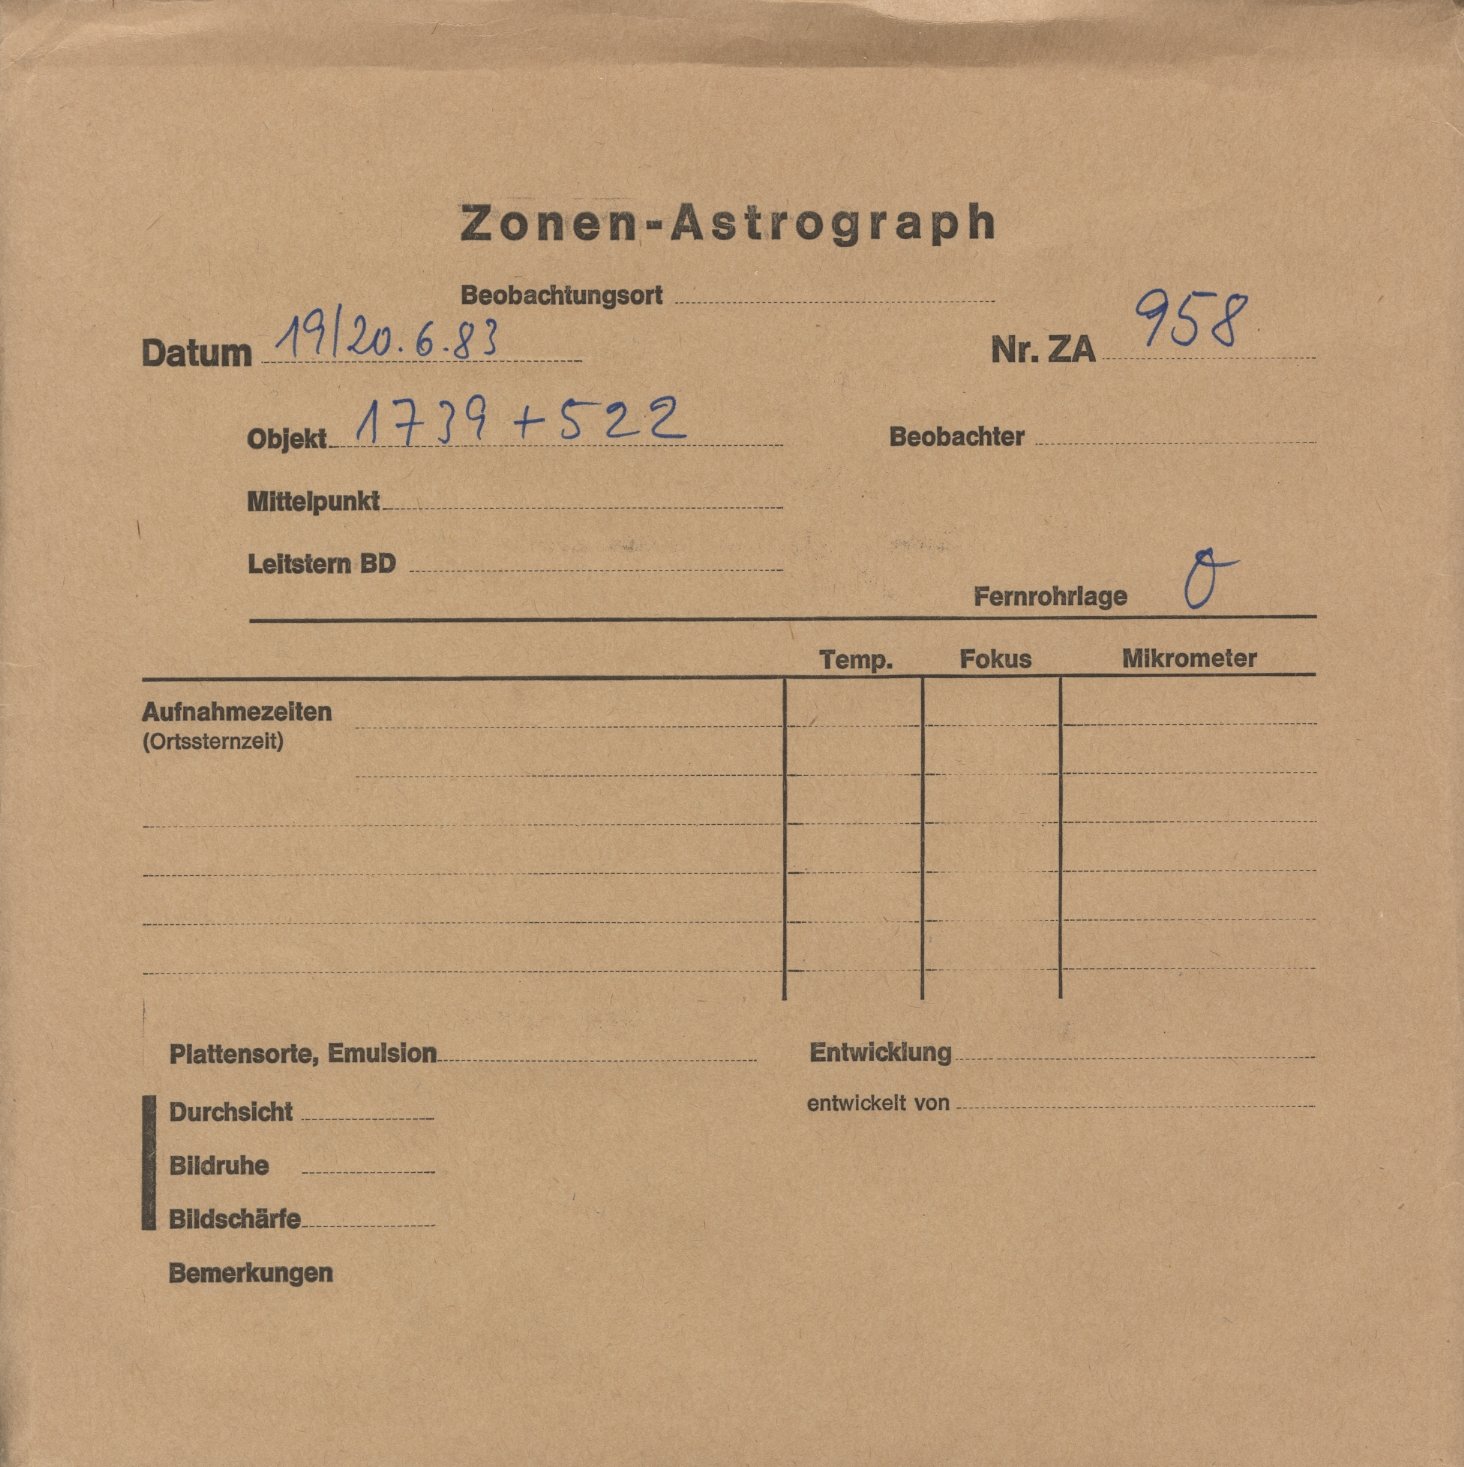 Zonen-Astrograph
Beobachtungsort
Datum 19/20.6.83
Nr. ZA 958
Objekt 1739+522
Beobachter
Mittelpunkt
Leitstern BD
Fernrohrlage O
Temp. Fokus Mikrometer
Aufnahmezeiten
(Ortssternzeit)
Plattensorte, Emulsion
Entwicklung
Durchsicht
entwickelt von
Bildruhe
Bildschärfe
Bemerkungen